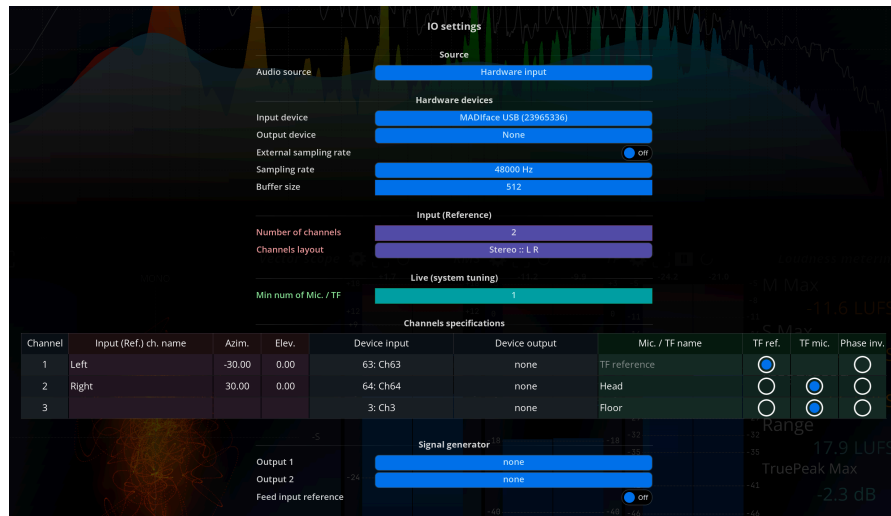 IO settings
Source
Audio source Hardware input
Hardware devices
Input device MADIface USB (23965336)
Output device None
External sampling rate Off
Sampling rate 48000 Hz
Buffer size 512
Input (Reference)
Number of channels 2
Channels layout Stereo :: L R
Live (system tuning)
Min num of Mic. / TF 1
M Max
-11.6 LUFS
S Max
Channels specifications
Channel Input (Ref.) ch. name Azim. Elev. Device input Device output Mic. / TF name TF ref. TF mic. Phase inv.
1 Left -30.00 0.00 63: Ch63 none TF reference
2 Right 30.00 0.00 64: Ch64 none Head
3 3: Ch3 none Floor
Range
17.9 LUFS
TruePeak Max
-2.3 dB
Signal generator
Output 1 none
Output 2 none
Feed input reference Off